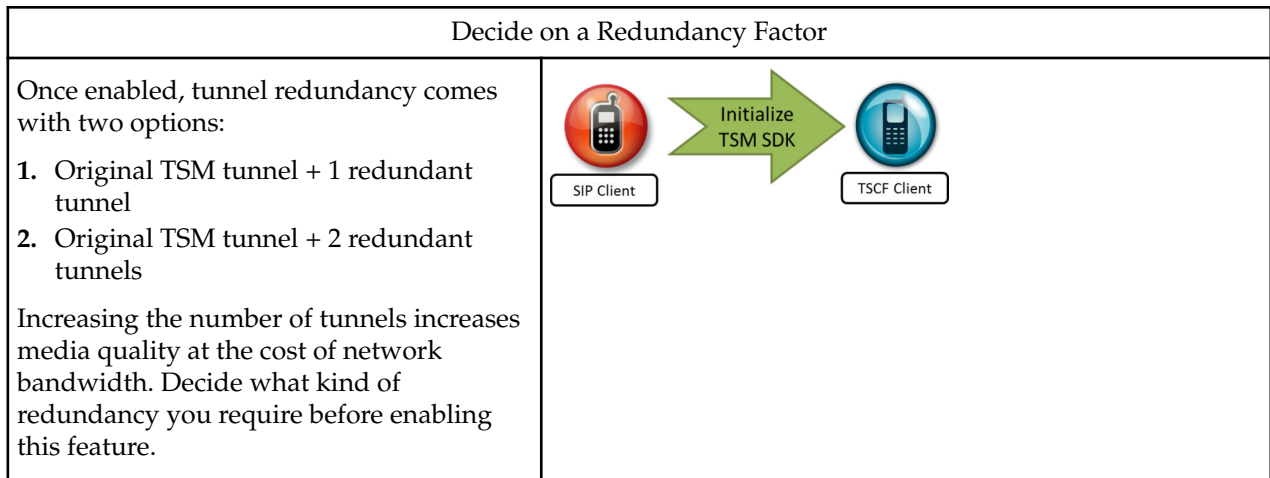 Decide on a Redundancy Factor
Once enabled, tunnel redundancy comes
with two options:
1. Original TSM tunnel + 1 redundant
tunnel
2. Original TSM tunnel + 2 redundant
tunnels
Increasing the number of tunnels increases
media quality at the cost of network
bandwidth. Decide what kind of
redundancy you require before enabling
this feature.
Initialize
TSM SDK
SIP Client
TSCF Client